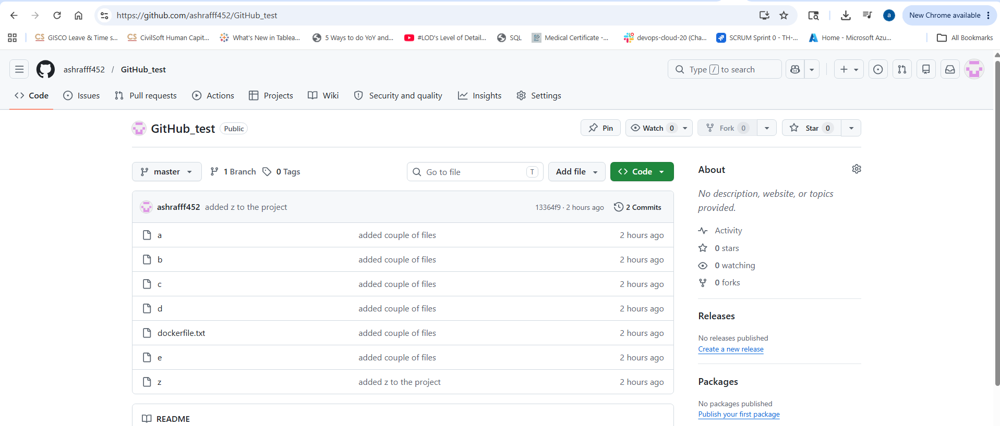 https://github.com/ashrafff452/GitHub_test
a
New Chrome available
CS GISCO Leave & Time s...
CS CivilSoft Human Capit...
What's New in Tablea...
5 Ways to do YoY and...
#LOD's Level of Detail...
SQL
Medical Certificate -...
devops-cloud-20 (Cha...
SCRUM Sprint 0 - TH-...
Home - Microsoft Azu...
All Bookmarks
ashrafff452 / GitHub_test
Type / to search
Code
Issues
Pull requests
Actions
Projects
Wiki
Security and quality
Insights
Settings
GitHub_test Public
Pin
Watch 0
Fork 0
Star 0
master
1 Branch
0 Tags
Go to file T
Add file
Code
ashrafff452 added z to the project 13364f9 · 2 hours ago 2 Commits
a added couple of files 2 hours ago
b added couple of files 2 hours ago
c added couple of files 2 hours ago
d added couple of files 2 hours ago
dockerfile.txt added couple of files 2 hours ago
e added couple of files 2 hours ago
z added z to the project 2 hours ago
README
About
No description, website, or topics
provided.
Activity
0 stars
0 watching
0 forks
Releases
No releases published
Create a new release
Packages
No packages published
Publish your first package